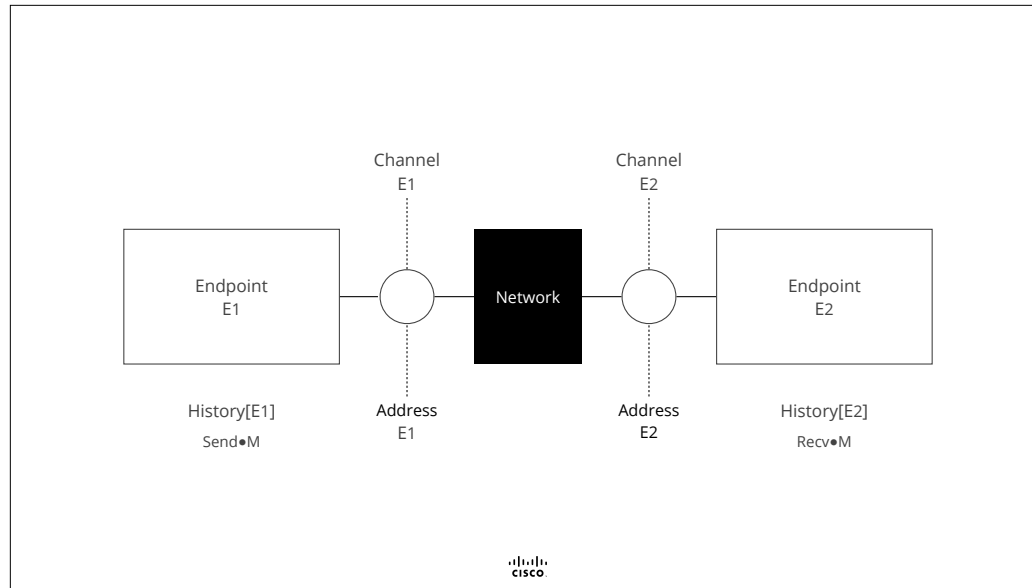 Channel
E1
Channel
E2
Endpoint
E1
Network
Endpoint
E2
History[E1]
Send●M
Address
E1
Address
E2
History[E2]
Recv●M
CISCO.